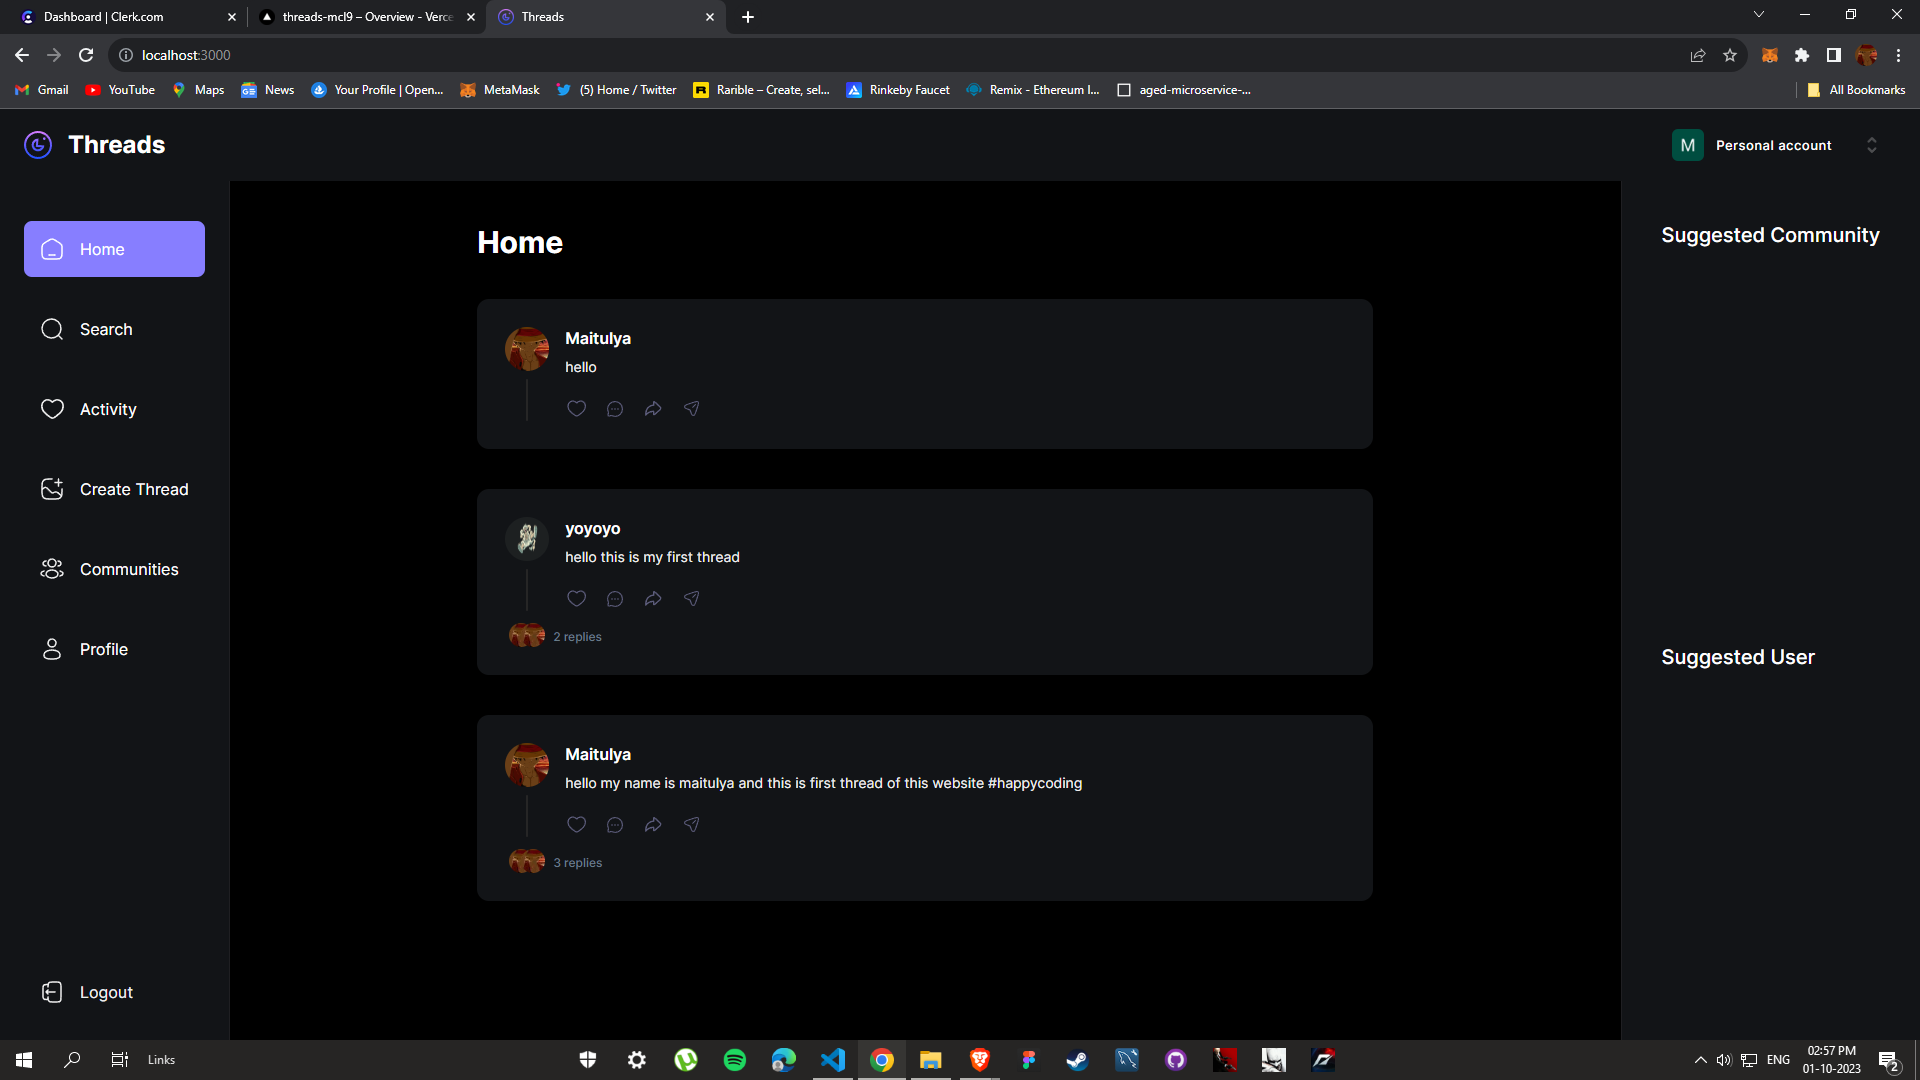 Dashboard | Clerk.com
threads-mcl9 – Overview - Verce
Threads
localhost:3000
Gmail
YouTube
Maps
News
Your Profile | Open...
MetaMask
(5) Home / Twitter
Rarible – Create, sel...
Rinkeby Faucet
Remix - Ethereum I...
aged-microservice-...
All Bookmarks
Threads
M
Personal account
Home
Search
Activity
Create Thread
Communities
Profile
Logout
Home
Maitulya
hello
yoyoyo
hello this is my first thread
2 replies
Maitulya
hello my name is maitulya and this is first thread of this website #happycoding
3 replies
Suggested Community
Suggested User
Links
ENG
02:57 PM
01-10-2023
2